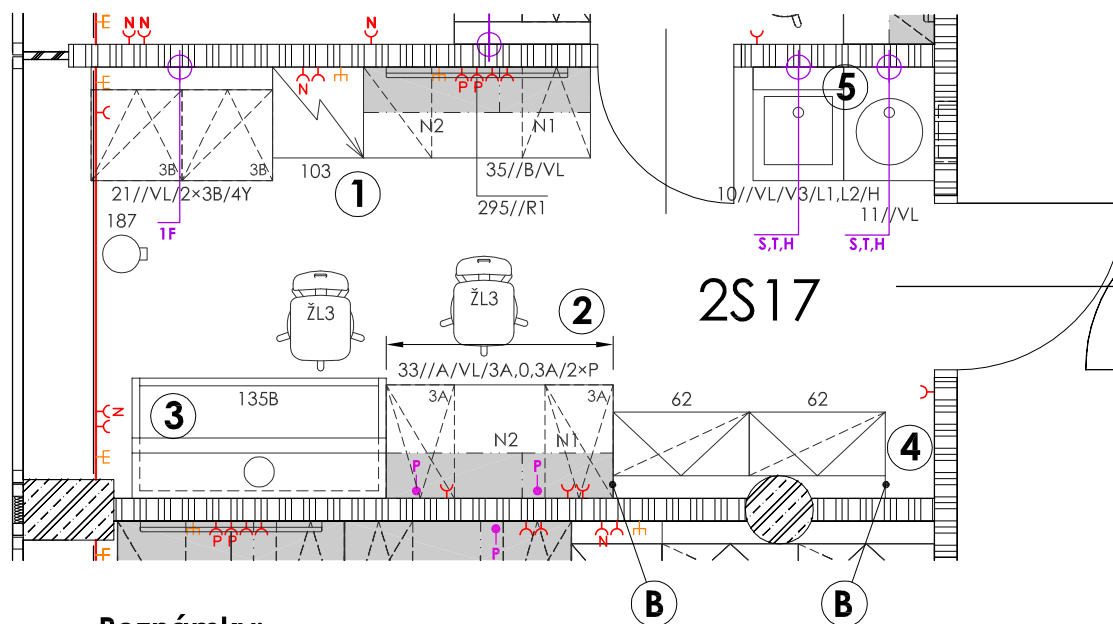 N N
N
5
N
P P
N2
N1
3B
3B
103
1
35//B/VL
21//VL/2×3B/4Y
295//R1
10//VL/V3/L1,L2/H
11//VL
187
1F
S,T,H
S,T,H
2S17
ŽL3
ŽL3
2
33//A/VL/3A,0,3A/2×P
135B
3A
3A
62
62
N
3
N2
N1
4
P
P
P P
P
N
B
B